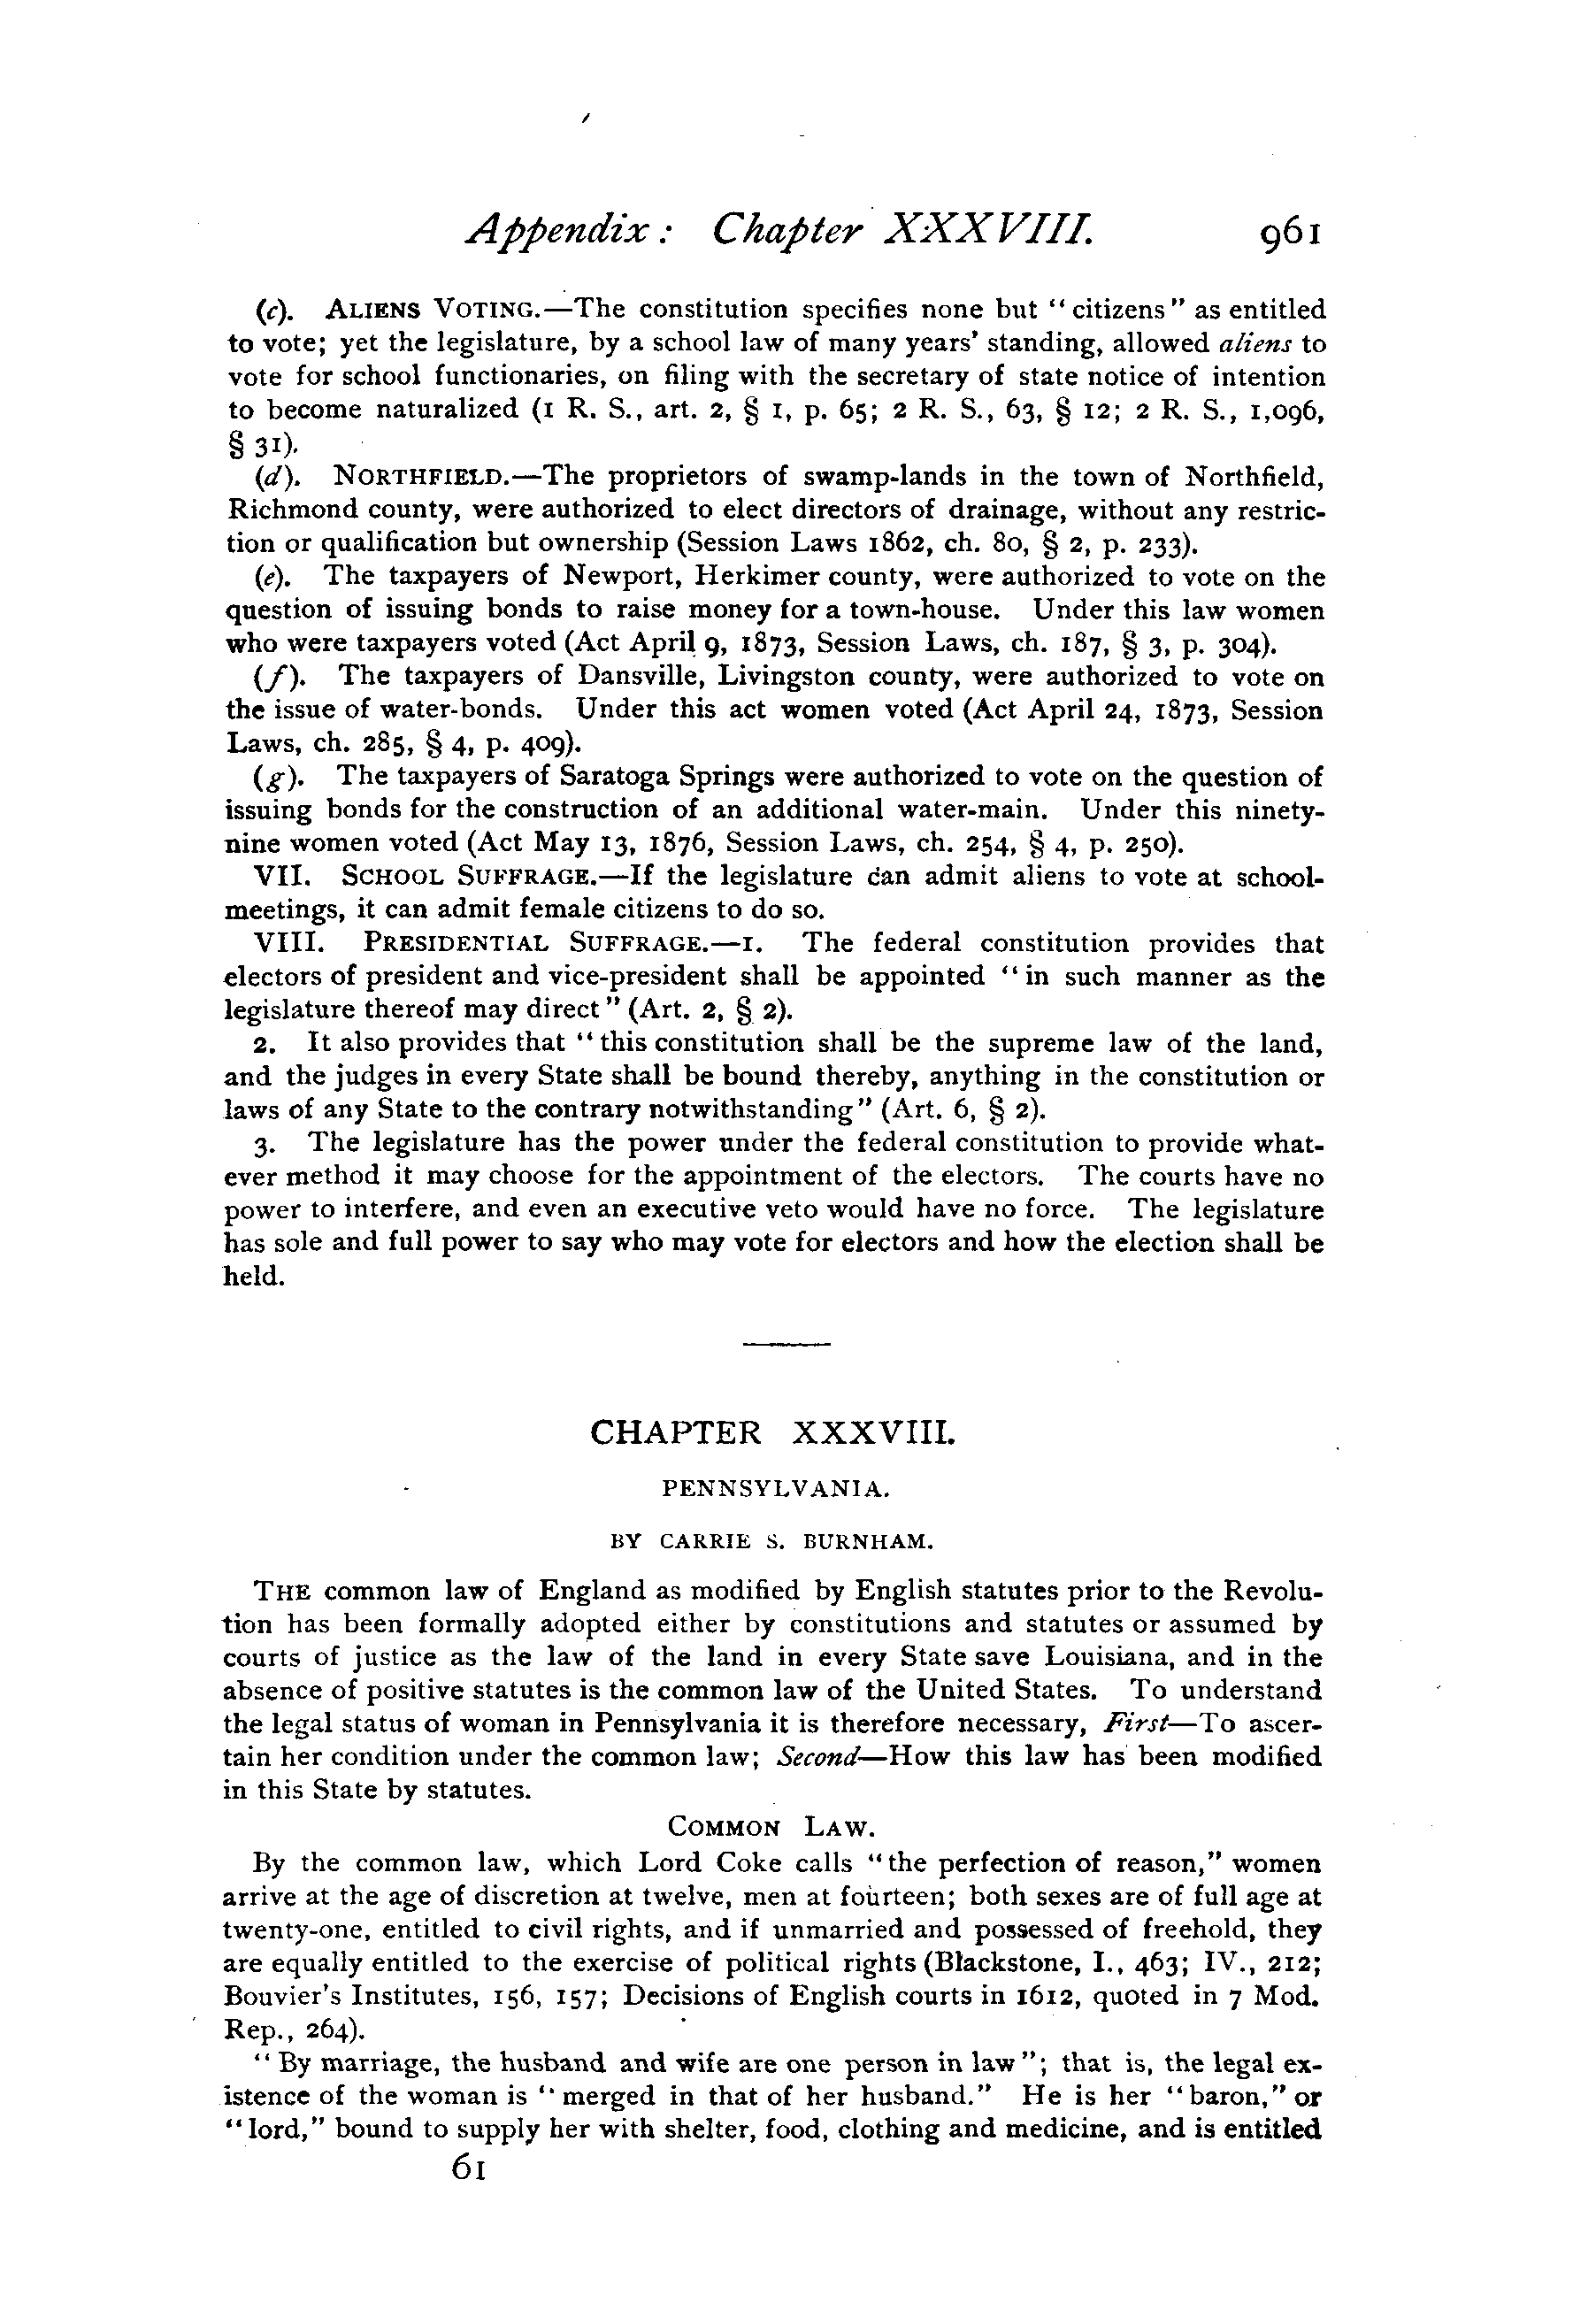 Appendix: Chapter XXXVIII. 961
(c). ALIENS VOTING.—The constitution specifies none but "citizens" as entitled
to vote; yet the legislature, by a school law of many years' standing, allowed aliens to
vote for school functionaries, on filing with the secretary of state notice of intention
to become naturalized (1 R. S., art. 2, § 1, p. 65; 2 R. S., 63, § 12; 2 R. S., 1,096,
§ 31).
(d). NORTHFIELD.—The proprietors of swamp-lands in the town of Northfield,
Richmond county, were authorized to elect directors of drainage, without any restric-
tion or qualification but ownership (Session Laws 1862, ch. 80, § 2, p. 233).
(e). The taxpayers of Newport, Herkimer county, were authorized to vote on the
question of issuing bonds to raise money for a town-house. Under this law women
who were taxpayers voted (Act April 9, 1873, Session Laws, ch. 187, § 3, p. 304).
(f). The taxpayers of Dansville, Livingston county, were authorized to vote on
the issue of water-bonds. Under this act women voted (Act April 24, 1873, Session
Laws, ch. 285, § 4, p. 409).
(g). The taxpayers of Saratoga Springs were authorized to vote on the question of
issuing bonds for the construction of an additional water-main. Under this ninety-
nine women voted (Act May 13, 1876, Session Laws, ch. 254, § 4, p. 250).
VII. SCHOOL SUFFRAGE.—If the legislature can admit aliens to vote at school-
meetings, it can admit female citizens to do so.
VIII. PRESIDENTIAL SUFFRAGE.—1. The federal constitution provides that
electors of president and vice-president shall be appointed "in such manner as the
legislature thereof may direct" (Art. 2, § 2).
2. It also provides that "this constitution shall be the supreme law of the land,
and the judges in every State shall be bound thereby, anything in the constitution or
laws of any State to the contrary notwithstanding" (Art. 6, § 2).
3. The legislature has the power under the federal constitution to provide what-
ever method it may choose for the appointment of the electors. The courts have no
power to interfere, and even an executive veto would have no force. The legislature
has sole and full power to say who may vote for electors and how the election shall be
held.
CHAPTER XXXVIII.
PENNSYLVANIA.
BY CARRIE S. BURNHAM.
THE common law of England as modified by English statutes prior to the Revolu-
tion has been formally adopted either by constitutions and statutes or assumed by
courts of justice as the law of the land in every State save Louisiana, and in the
absence of positive statutes is the common law of the United States. To understand
the legal status of woman in Pennsylvania it is therefore necessary, First—To ascer-
tain her condition under the common law; Second—How this law has been modified
in this State by statutes.
COMMON LAW.
By the common law, which Lord Coke calls "the perfection of reason," women
arrive at the age of discretion at twelve, men at fourteen; both sexes are of full age at
twenty-one, entitled to civil rights, and if unmarried and possessed of freehold, they
are equally entitled to the exercise of political rights (Blackstone, I., 463; IV., 212;
Bouvier's Institutes, 156, 157; Decisions of English courts in 1612, quoted in 7 Mod.
Rep., 264).
"By marriage, the husband and wife are one person in law"; that is, the legal ex-
istence of the woman is "merged in that of her husband." He is her "baron," or
"lord," bound to supply her with shelter, food, clothing and medicine, and is entitled
61